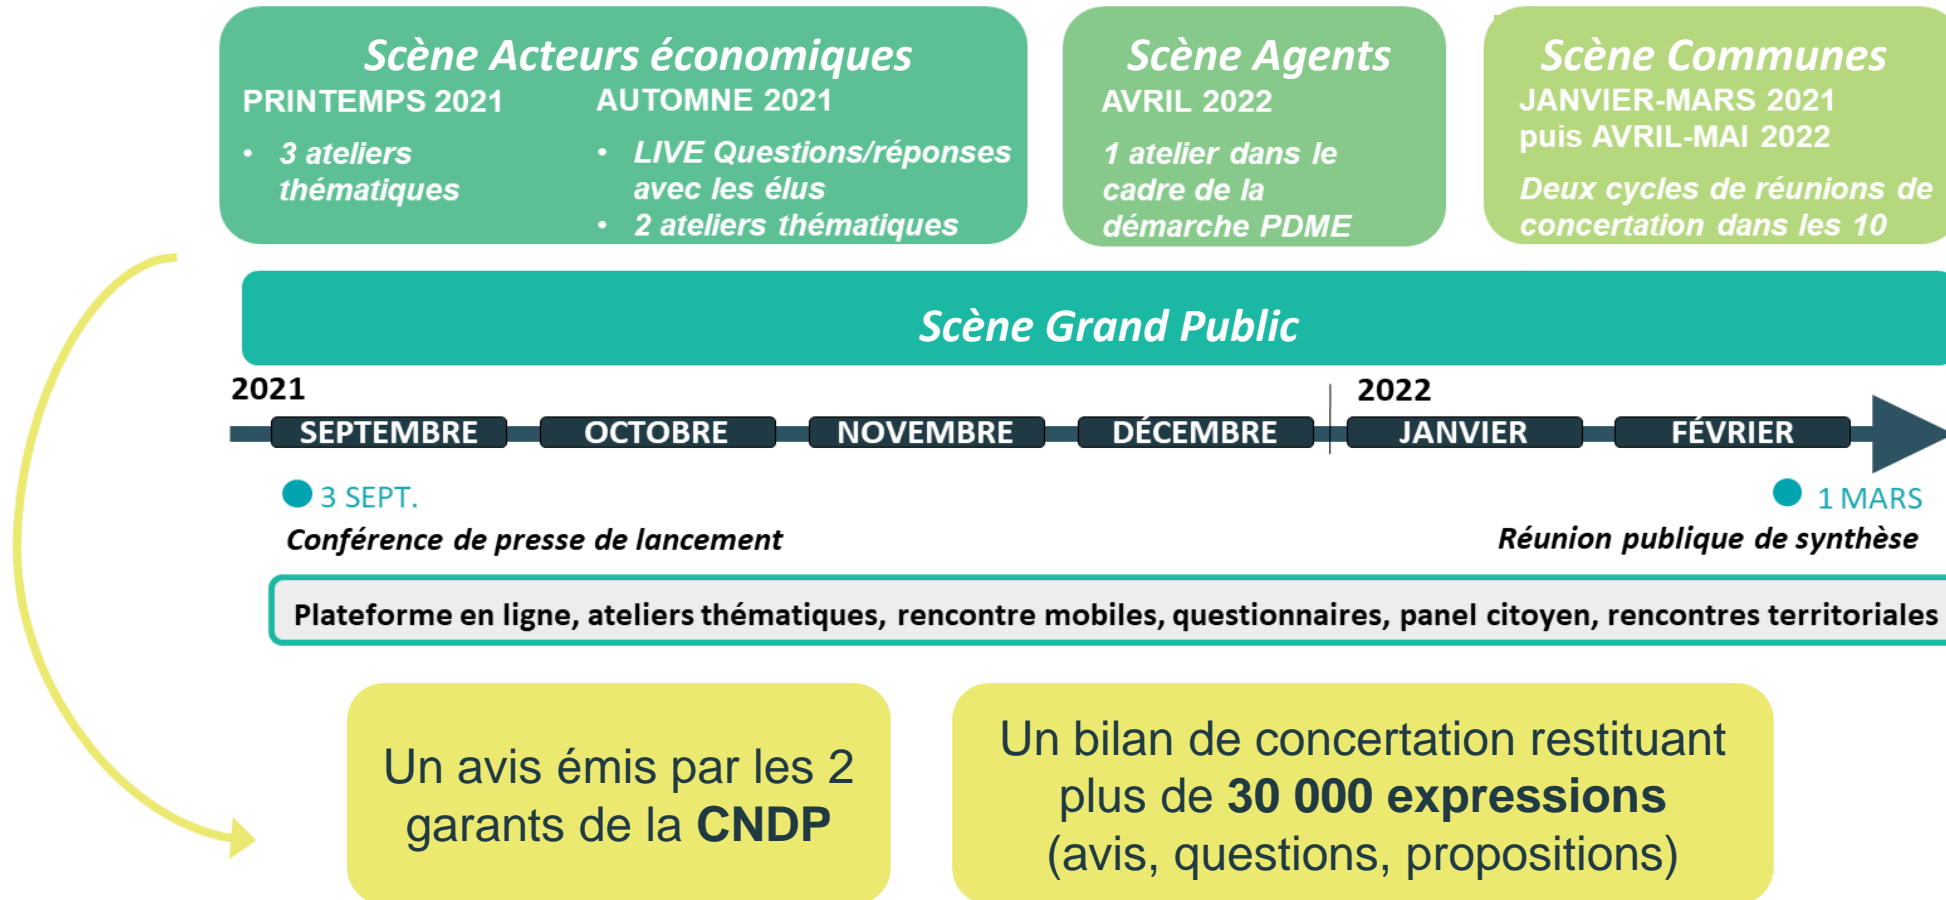 Scène Acteurs économiques
PRINTEMPS 2021
• 3 ateliers
thématiques
AUTOMNE 2021
• LIVE Questions/réponses
avec les élus
• 2 ateliers thématiques
Scène Agents
AVRIL 2022
1 atelier dans le
cadre de la
démarche PDME
Scène Communes
JANVIER-MARS 2021
puis AVRIL-MAI 2022
Deux cycles de réunions de
concertation dans les 10
Scène Grand Public
2021
2022
SEPTEMBRE
OCTOBRE
NOVEMBRE
DÉCEMBRE
JANVIER
FÉVRIER
3 SEPT.
Conférence de presse de lancement
1 MARS
Réunion publique de synthèse
Plateforme en ligne, ateliers thématiques, rencontre mobiles, questionnaires, panel citoyen, rencontres territoriales
Un avis émis par les 2
garants de la CNDP
Un bilan de concertation restituant
plus de 30 000 expressions
(avis, questions, propositions)